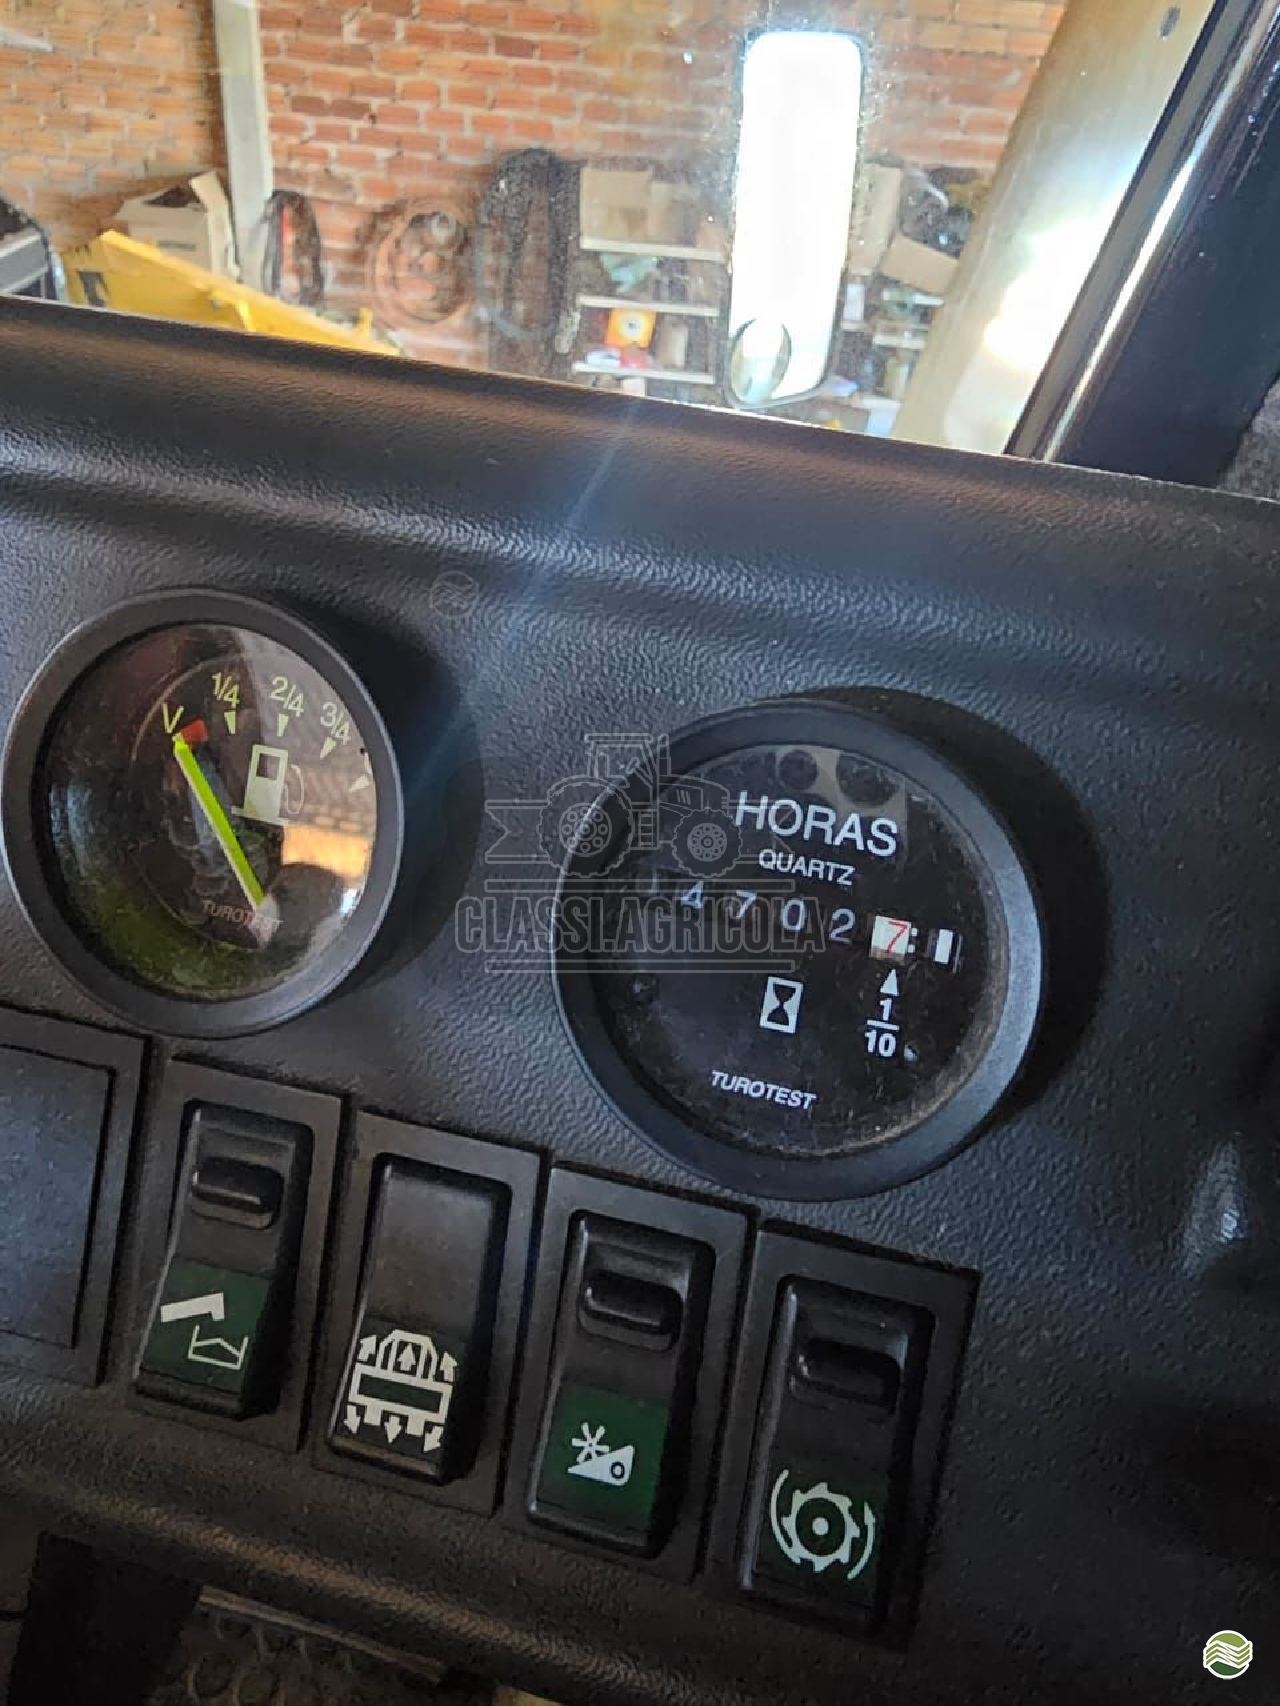 V 1/4 2/4 3/4
TUROTEST
HORAS
QUARTZ
4 7 0 2 7
1
10
TUROTEST
CLASSI.AGRICOLA